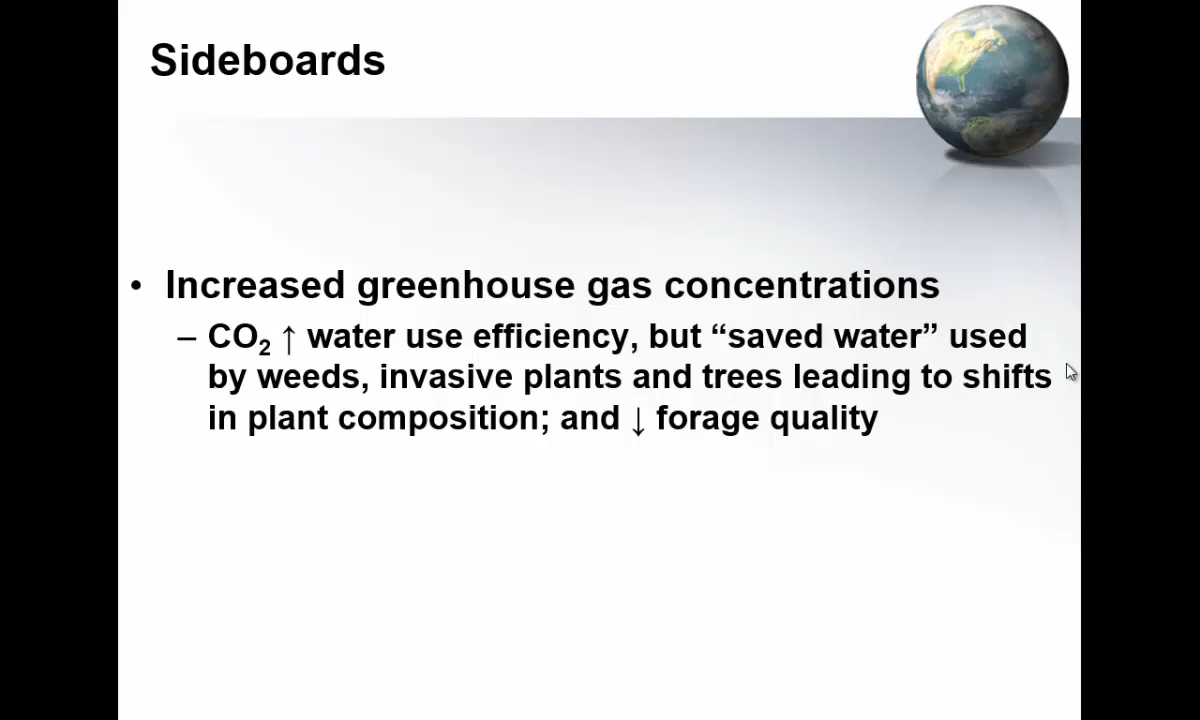 Sideboards
• Increased greenhouse gas concentrations
– CO₂ ↑ water use efficiency, but “saved water” used
by weeds, invasive plants and trees leading to shifts
in plant composition; and ↓ forage quality